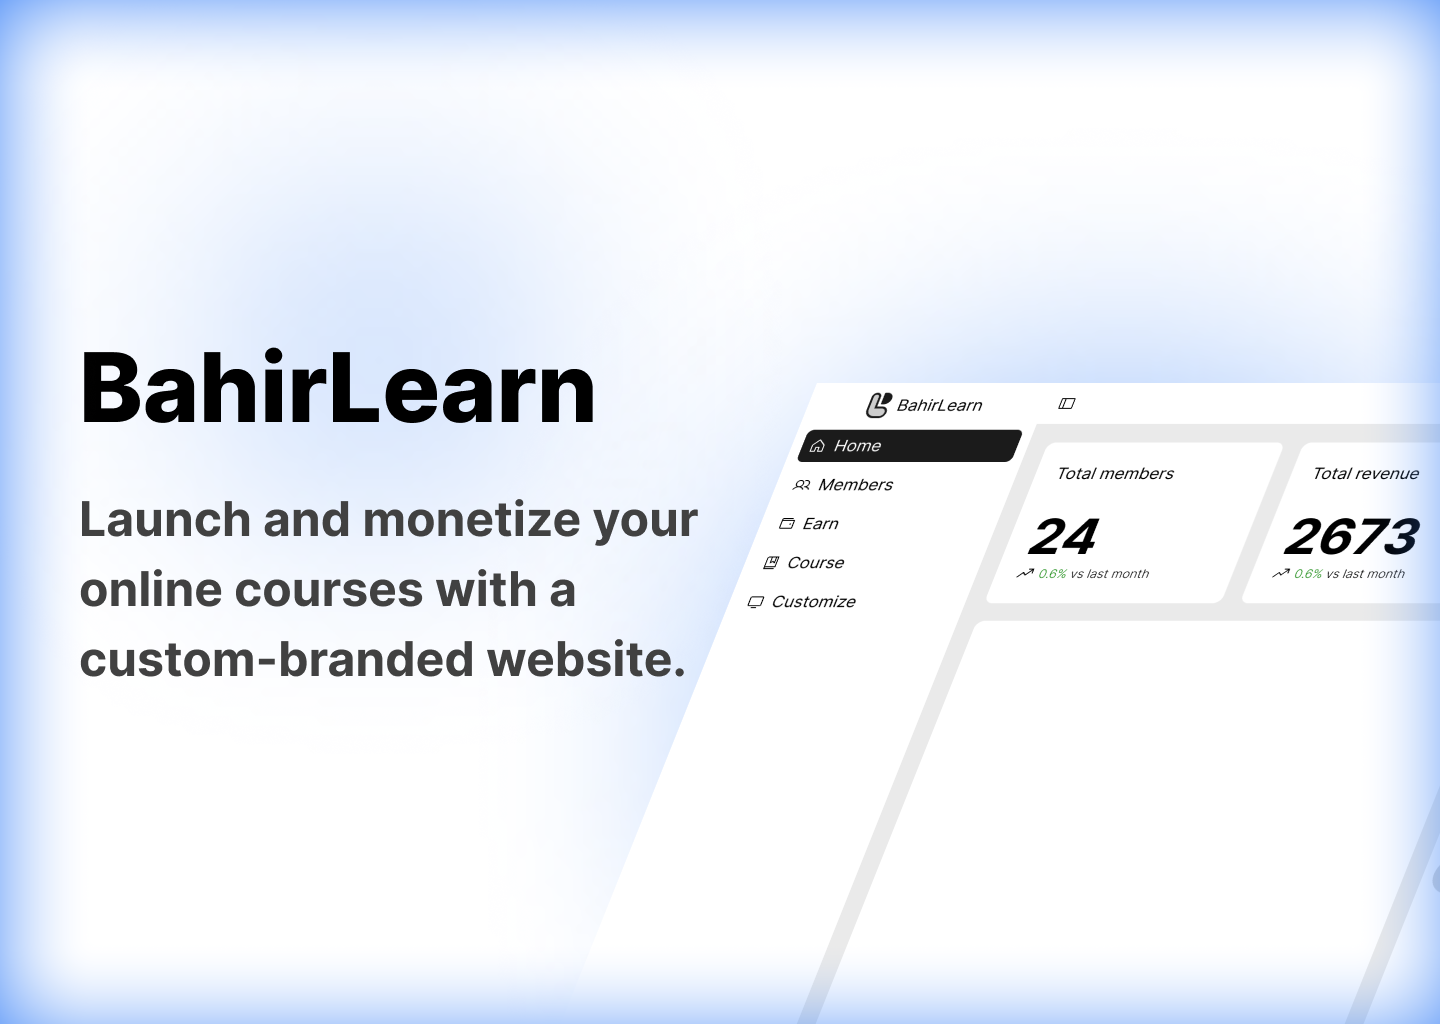 BahirLearn
Launch and monetize your
online courses with a
custom-branded website.
BahirLearn
Home
Members
Earn
Course
Customize
Total members
24
0.6% vs last month
Total revenue
2673
0.6% vs last month